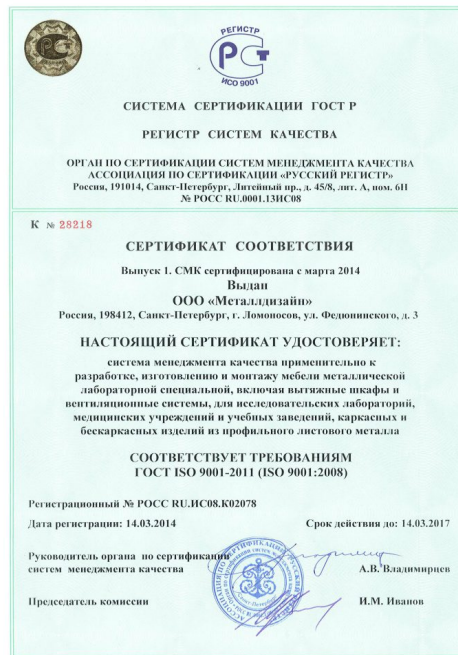 РЕГИСТР
РСТ
ИСО 9001
СИСТЕМА СЕРТИФИКАЦИИ ГОСТ Р
РЕГИСТР СИСТЕМ КАЧЕСТВА
ОРГАН ПО СЕРТИФИКАЦИИ СИСТЕМ МЕНЕДЖМЕНТА КАЧЕСТВА
АССОЦИАЦИЯ ПО СЕРТИФИКАЦИИ «РУССКИЙ РЕГИСТР»
Россия, 191014, Санкт-Петербург, Литейный пр., д. 45/8, лит. А, пом. 6Н
№ РОСС RU.0001.13ИС08
К № 28218
СЕРТИФИКАТ СООТВЕТСТВИЯ
Выпуск 1. СМК сертифицирована с марта 2014
Выдан
ООО «Металлдизайн»
Россия, 198412, Санкт-Петербург, г. Ломоносов, ул. Федюнинского, д. 3
НАСТОЯЩИЙ СЕРТИФИКАТ УДОСТОВЕРЯЕТ:
система менеджмента качества применительно к
разработке, изготовлению и монтажу мебели металлической
лабораторной специальной, включая вытяжные шкафы и
вентиляционные системы, для исследовательских лабораторий,
медицинских учреждений и учебных заведений, каркасных и
бескаркасных изделий из профильного листового металла
СООТВЕТСТВУЕТ ТРЕБОВАНИЯМ
ГОСТ ISO 9001-2011 (ISO 9001:2008)
Регистрационный № РОСС RU.ИС08.К02078
Дата регистрации: 14.03.2014 Срок действия до: 14.03.2017
Руководитель органа по сертификации
систем менеджмента качества А.В. Владимирцев
Председатель комиссии И.М. Иванов